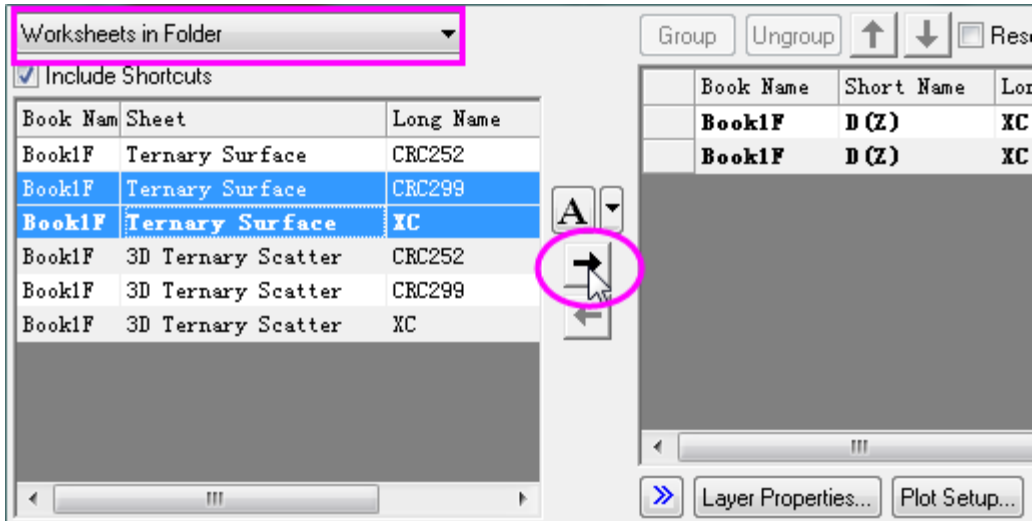 Worksheets in Folder
Include Shortcuts
Book Nam Sheet Long Name
Book1F Ternary Surface CRC252
Book1F Ternary Surface CRC299
Book1F Ternary Surface XC
Book1F 3D Ternary Scatter CRC252
Book1F 3D Ternary Scatter CRC299
Book1F 3D Ternary Scatter XC
A
Group Ungroup Rese
Book Name Short Name Lon
Book1F D(Z) XC
Book1F D(Z) XC
Layer Properties... Plot Setup...